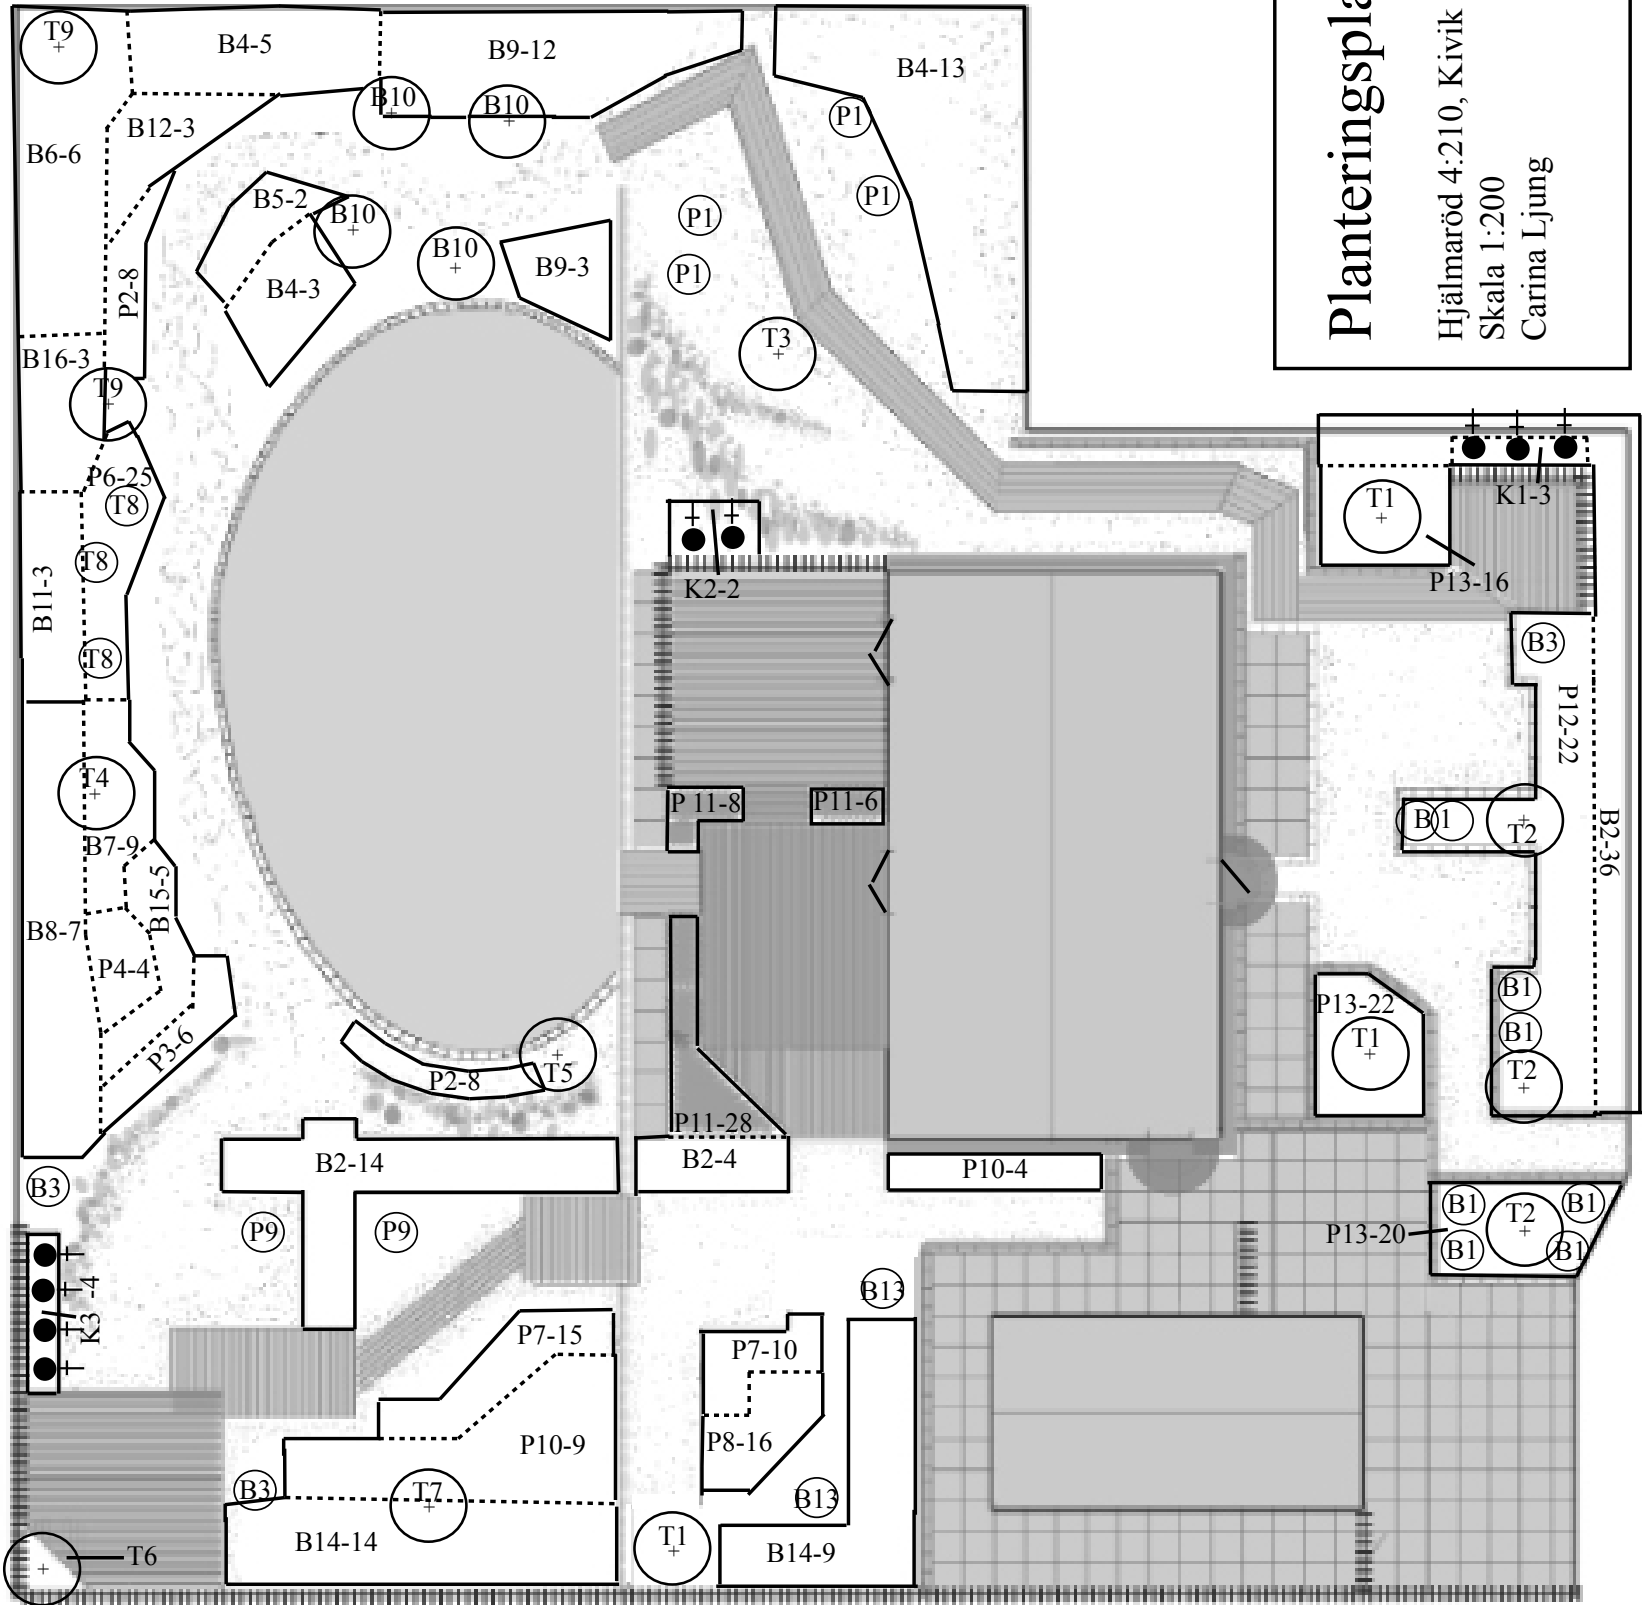 T9
B4-5
B9-12
B4-13
B10
B10
P1
B12-3
B6-6
B5-2
B10
P1
P1
B10
B9-3
P1
P2-8
B4-3
T3
B16-3
T9
P6-25
T8
T8
B11-3
T8
K2-2
T1
K1-3
P13-16
B3
P12-22
T4
P 11-8
P11-6
B1
T2
B2-36
B7-9
B15-5
B8-7
P4-4
P3-6
P2-8
T5
P13-22
T1
B1
B1
T2
P11-28
B2-14
B2-4
P10-4
B3
P9
P9
P13-20
B1
T2
B1
B1
B1
K3 -4
B13
P7-15
P7-10
P10-9
P8-16
B3
T7
B13
B14-14
T1
B14-9
T6
Hjälmaröd 4:210, Kivik
Skala 1:200
Carina Ljung